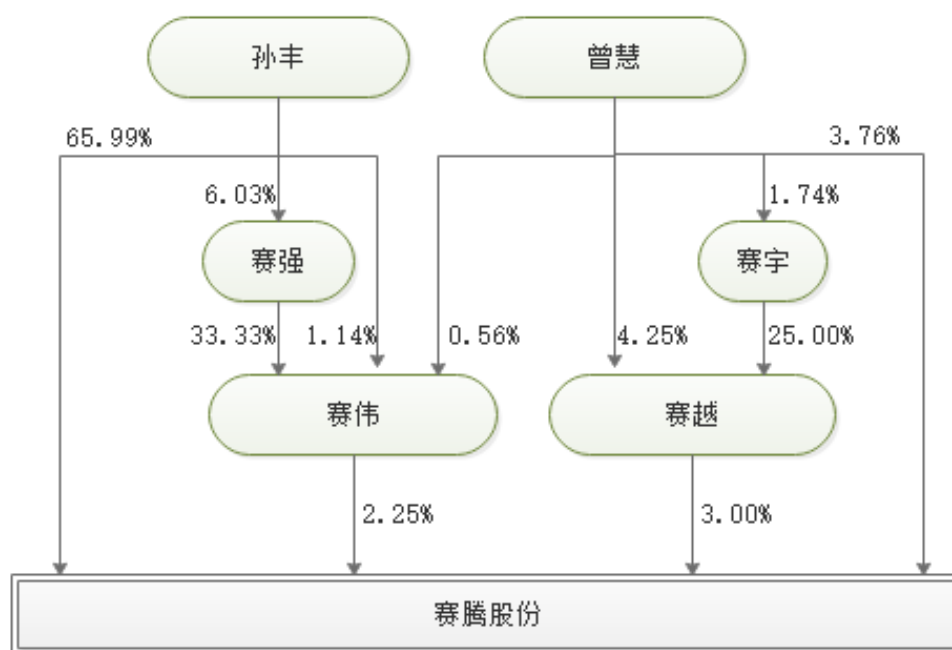 孙丰
曾慧
65.99%
3.76%
6.03%
1.74%
赛强
赛宇
33.33%
1.14%
0.56%
4.25%
25.00%
赛伟
赛越
2.25%
3.00%
赛腾股份